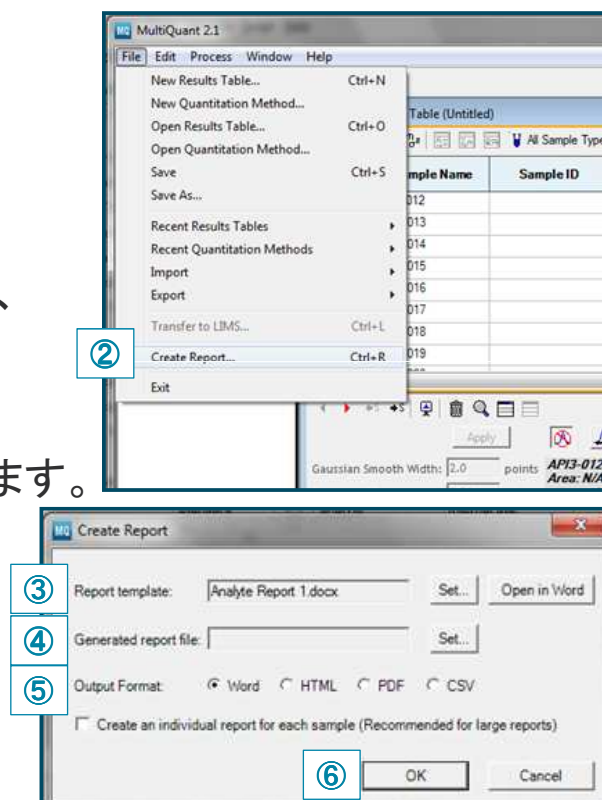 MultiQuant 2.1
File Edit Process Window Help
New Results Table... Ctrl+N
New Quantitation Method...
Open Results Table... Ctrl+O
Open Quantitation Method...
Save Ctrl+S
Save As...
Recent Results Tables
Recent Quantitation Methods
Import
Export
Transfer to LIMS... Ctrl+L
② Create Report... Ctrl+R
Exit
Table (Untitled)
All Sample Type
mple Name Sample ID
012
013
014
015
016
017
018
019
Apply
Gaussian Smooth Width: 2.0 points API3-012
Area: N/A
、
ます。
Create Report
③ Report template: Analyte Report 1.docx Set... Open in Word
④ Generated report file: Set...
⑤ Output Format: Word HTML PDF CSV
Create an individual report for each sample (Recommended for large reports)
⑥ OK Cancel